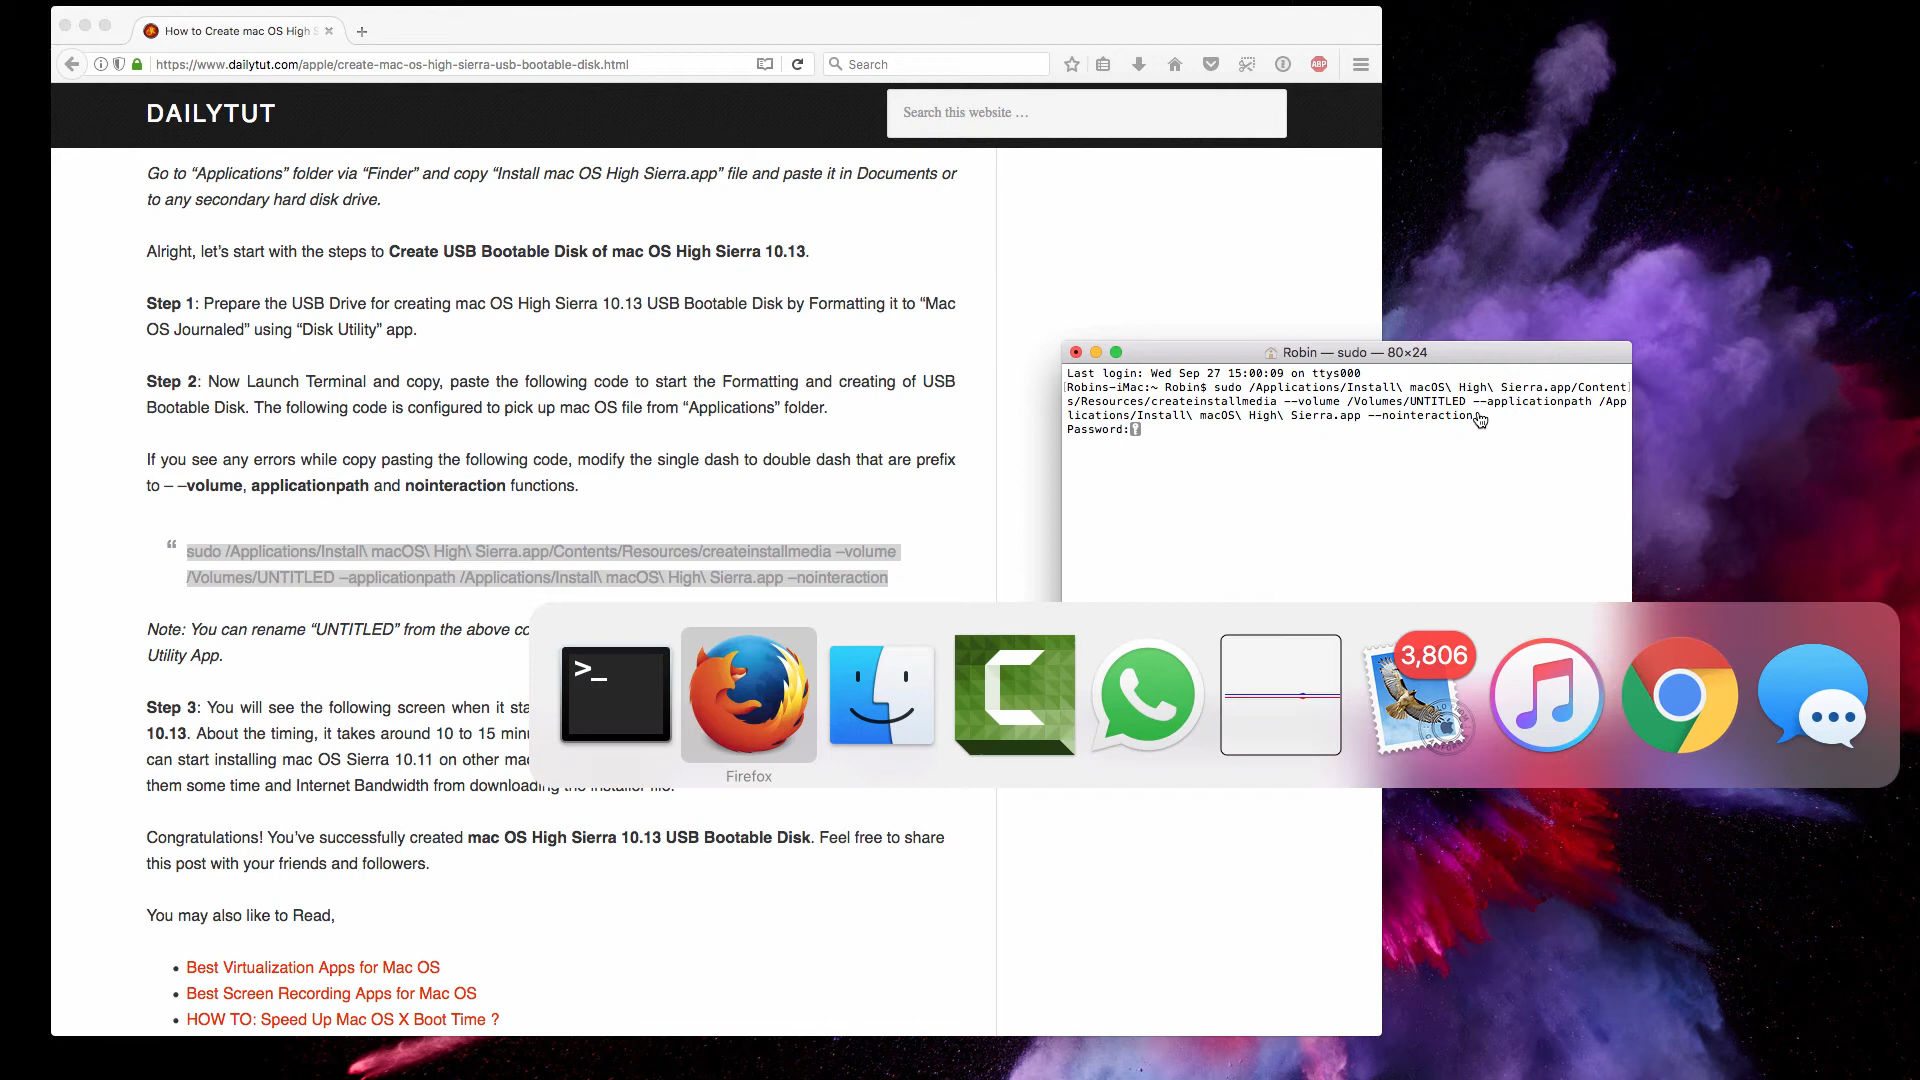 How to Create mac OS High S
https://www.dailytut.com/apple/create-mac-os-high-sierra-usb-bootable-disk.html
Search
ABP
DAILYTUT
Search this website …
Go to “Applications” folder via “Finder” and copy “Install mac OS High Sierra.app” file and paste it in Documents or
to any secondary hard disk drive.
Alright, let’s start with the steps to Create USB Bootable Disk of mac OS High Sierra 10.13.
Step 1: Prepare the USB Drive for creating mac OS High Sierra 10.13 USB Bootable Disk by Formatting it to “Mac
OS Journaled” using “Disk Utility” app.
Step 2: Now Launch Terminal and copy, paste the following code to start the Formatting and creating of USB
Bootable Disk. The following code is configured to pick up mac OS file from “Applications” folder.
If you see any errors while copy pasting the following code, modify the single dash to double dash that are prefix
to – –volume, applicationpath and nointeraction functions.
“ sudo /Applications/Install\ macOS\ High\ Sierra.app/Contents/Resources/createinstallmedia –volume
/Volumes/UNTITLED –applicationpath /Applications/Install\ macOS\ High\ Sierra.app –nointeraction
Note: You can rename “UNTITLED” from the above co
Utility App.
Step 3: You will see the following screen when it sta
10.13. About the timing, it takes around 10 to 15 minu
can start installing mac OS Sierra 10.11 on other mac
them some time and Internet Bandwidth from downloading the installer file.
Congratulations! You’ve successfully created mac OS High Sierra 10.13 USB Bootable Disk. Feel free to share
this post with your friends and followers.
You may also like to Read,
• Best Virtualization Apps for Mac OS
• Best Screen Recording Apps for Mac OS
• HOW TO: Speed Up Mac OS X Boot Time ?
Robin — sudo — 80×24
Last login: Wed Sep 27 15:00:09 on ttys000
[Robins-iMac:~ Robin$ sudo /Applications/Install\ macOS\ High\ Sierra.app/Content]
s/Resources/createinstallmedia --volume /Volumes/UNTITLED --applicationpath /App
lications/Install\ macOS\ High\ Sierra.app --nointeraction
Password:
>_
3,806
Firefox